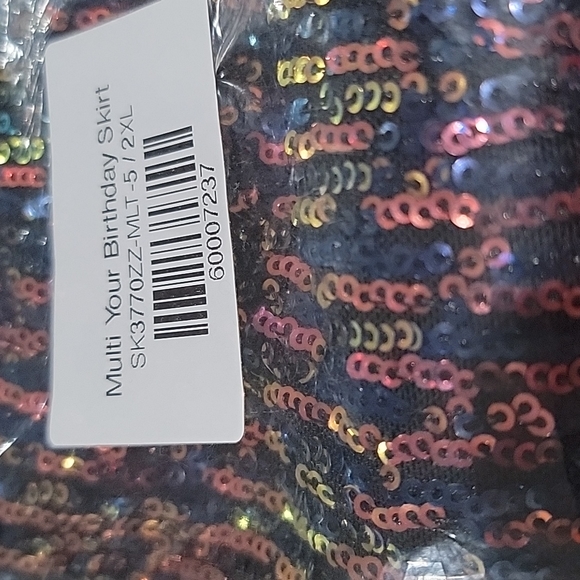 Multi Your Birthday Skirt
SK3770ZZ-MLT -5 / 2XL
60007237